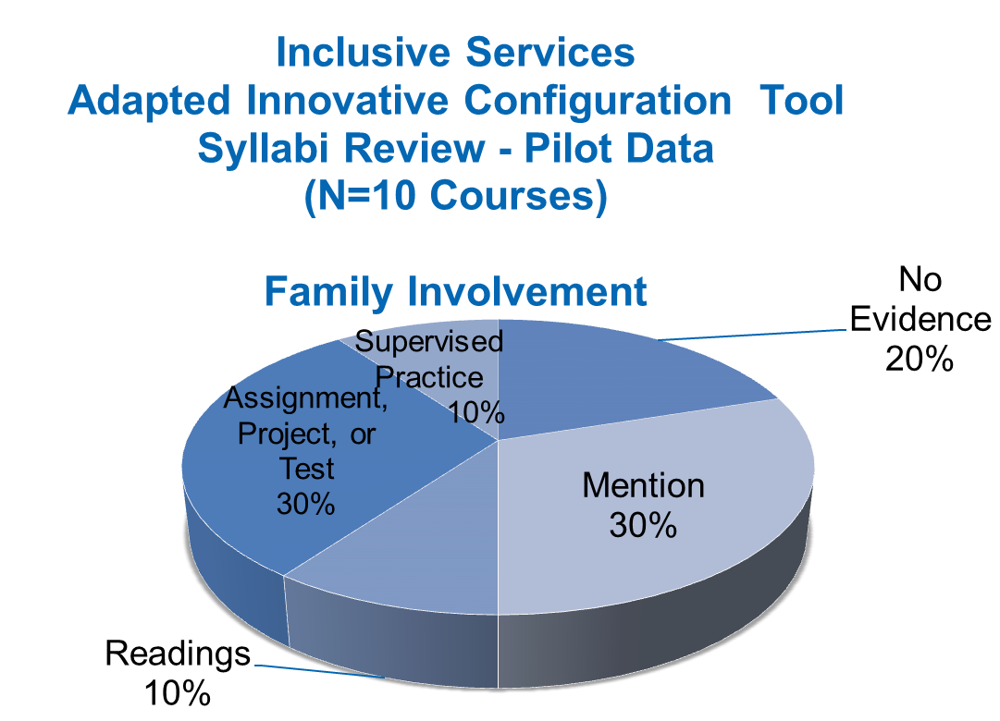 Inclusive Services
Adapted Innovative Configuration  Tool
Syllabi Review - Pilot Data
(N=10 Courses)
Family Involvement
No
Evidence
20%
Supervised
Practice
10%
Assignment,
Project, or
Test
30%
Mention
30%
Readings
10%